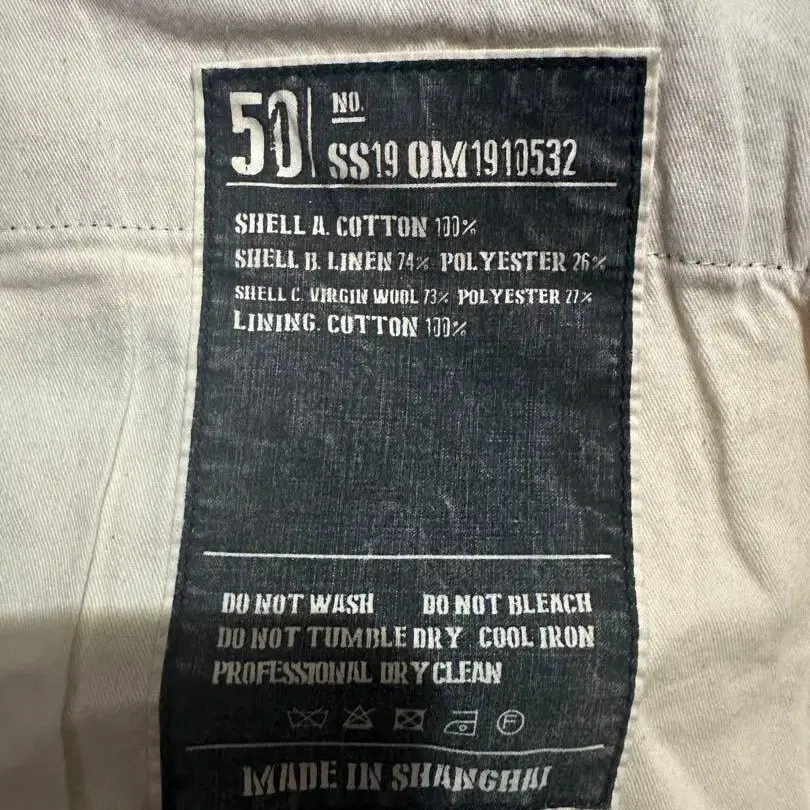 50 NO.
SS19 OM1910532
SHELL A. COTTON 100%
SHELL B. LINEN 74% POLYESTER 26%
SHELL C. VIRGIN WOOL 73% POLYESTER 27%
LINING. COTTON 100%
DO NOT WASH DO NOT BLEACH
DO NOT TUMBLE DRY COOL IRON
PROFESSIONAL DRY CLEAN
F
MADE IN SHANGHAI